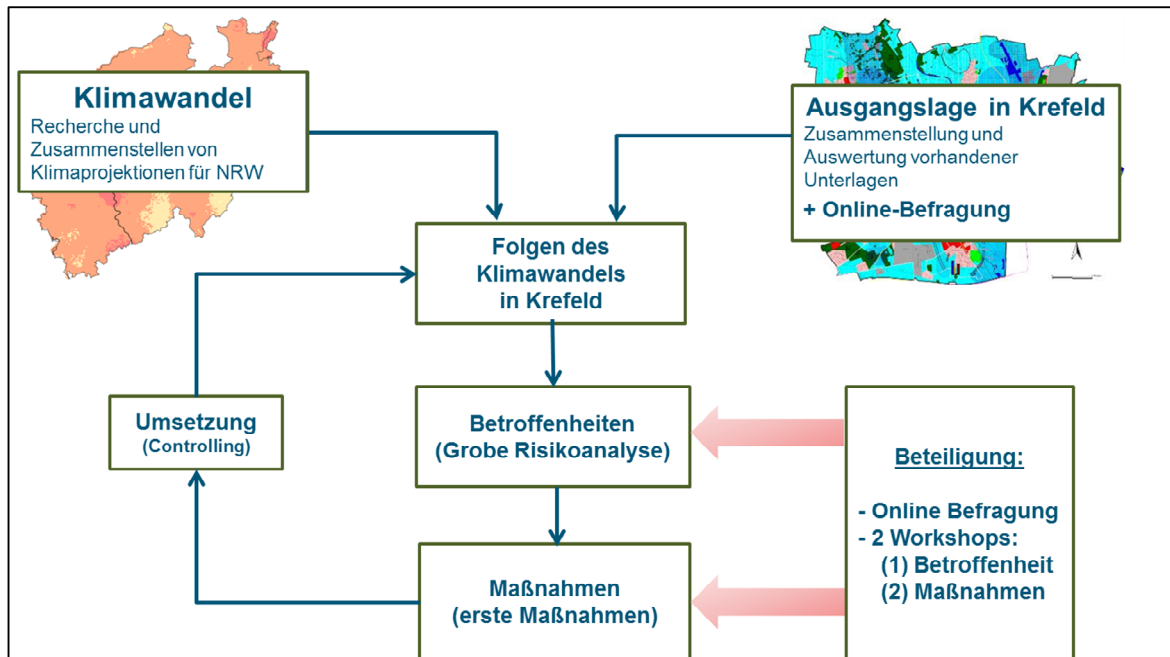 Klimawandel
Recherche und
Zusammenstellen von
Klimaprojektionen für NRW
Ausgangslage in Krefeld
Zusammenstellung und
Auswertung vorhandener
Unterlagen
+ Online-Befragung
Folgen des
Klimawandels
in Krefeld
Umsetzung
(Controlling)
Betroffenheiten
(Grobe Risikoanalyse)
Maßnahmen
(erste Maßnahmen)
Beteiligung:
- Online Befragung
- 2 Workshops:
(1) Betroffenheit
(2) Maßnahmen